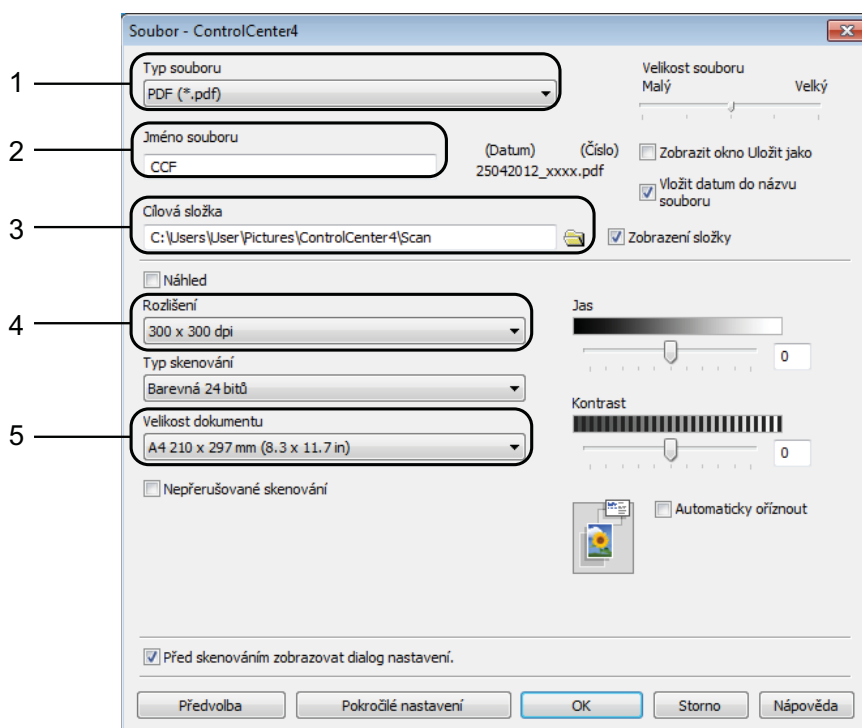 Soubor - ControlCenter4
1
Typ souboru
PDF (*.pdf)
Velikost souboru
Malý Velký
2
Jméno souboru
CCF
(Datum) (Číslo)
25042012_xxxx.pdf
Zobrazit okno Uložit jako
Vložit datum do názvu
souboru
3
Cílová složka
C:\Users\User\Pictures\ControlCenter4\Scan
Zobrazení složky
Náhled
4
Rozlišení
300 x 300 dpi
Jas
0
Typ skenování
Barevná 24 bitů
Kontrast
0
5
Velikost dokumentu
A4 210 x 297 mm (8.3 x 11.7 in)
Nepřerušované skenování
Automaticky oříznout
Před skenováním zobrazovat dialog nastavení.
Předvolba Pokročilé nastavení OK Storno Nápověda